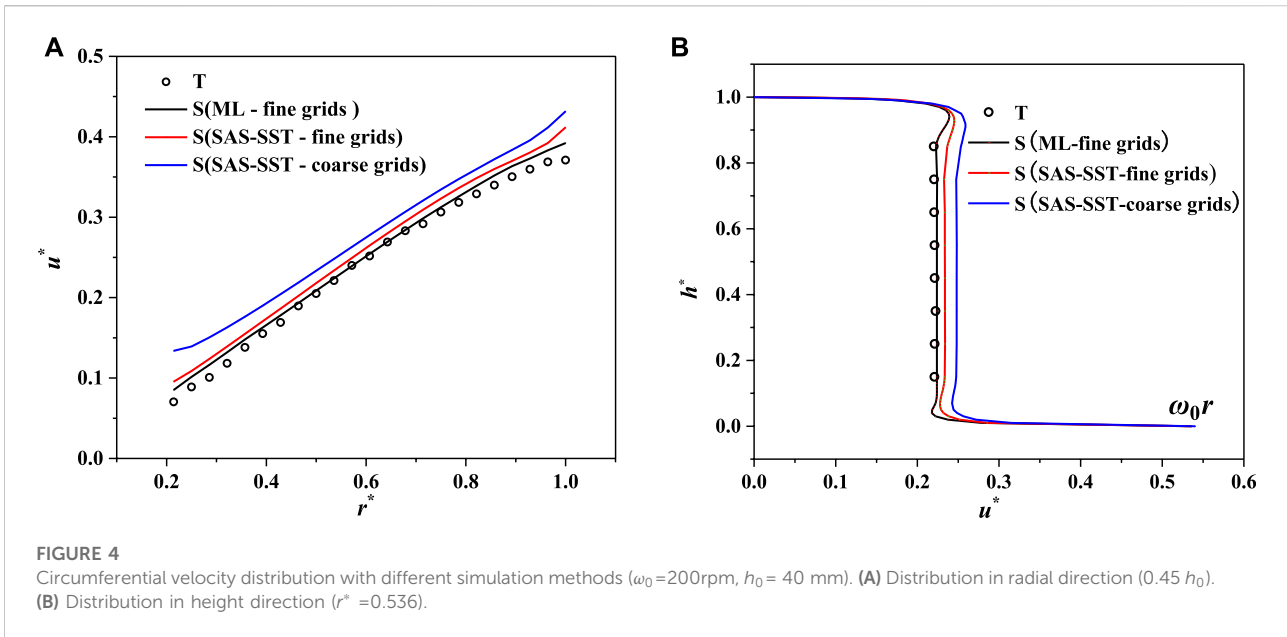 A
0.5
0.4
0.3
0.2
0.1
0.0
u*
T
S(ML - fine grids )
S(SAS-SST - fine grids)
S(SAS-SST - coarse grids)
0.2 0.4 0.6 0.8 1.0
r*
B
1.0
0.8
0.6
0.4
0.2
0.0
h*
T
S(ML-fine grids)
S(SAS-SST-fine grids)
S(SAS-SST-coarse grids)
ω₀r
0.0 0.1 0.2 0.3 0.4 0.5 0.6
u*
FIGURE 4
Circumferential velocity distribution with different simulation methods (ω₀=200rpm, h₀= 40 mm). (A) Distribution in radial direction (0.45 h₀).
(B) Distribution in height direction (r* =0.536).